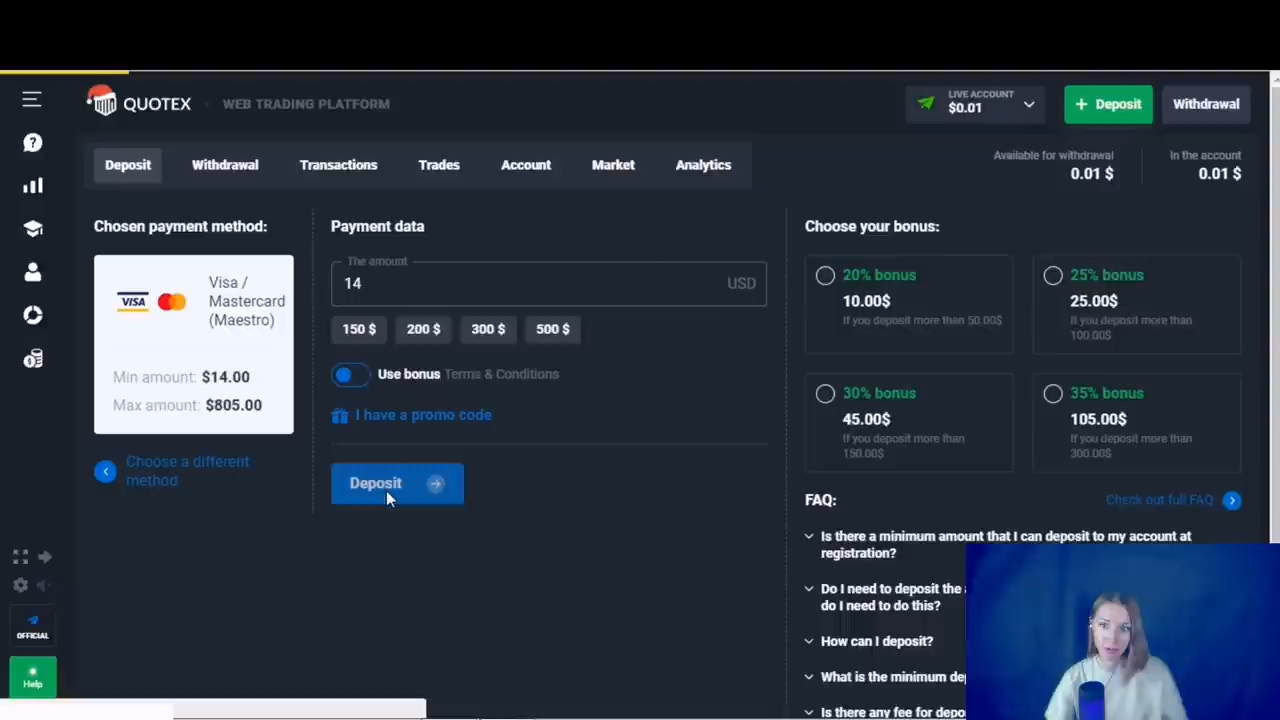 QUOTEX
WEB TRADING PLATFORM
LIVE ACCOUNT
$0.01
+ Deposit
Withdrawal
Deposit
Withdrawal
Transactions
Trades
Account
Market
Analytics
Available for withdrawal
0.01 $
In the account
0.01 $
Chosen payment method:
VISA
Visa /
Mastercard
(Maestro)
Min amount: $14.00
Max amount: $805.00
Choose a different
method
Payment data
The amount
14
USD
150 $
200 $
300 $
500 $
Use bonus Terms & Conditions
I have a promo code
Deposit
Choose your bonus:
20% bonus
10.00$
If you deposit more than 50.00$
25% bonus
25.00$
If you deposit more than
100.00$
30% bonus
45.00$
If you deposit more than
150.00$
35% bonus
105.00$
If you deposit more than
300.00$
FAQ:
Check out full FAQ
Is there a minimum amount that I can deposit to my account at
registration?
Do I need to deposit the
do I need to do this?
How can I deposit?
What is the minimum
Is there any fee for
OFFICIAL
Help